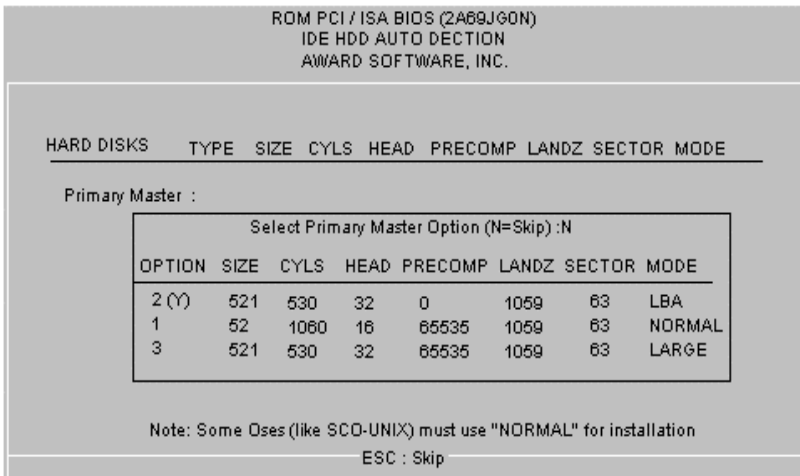 ROM PCI / ISA BIOS (2A69JG0N)
IDE HDD AUTO DECTION
AWARD SOFTWARE, INC.
HARD DISKS TYPE SIZE CYLS HEAD PRECOMP LANDZ SECTOR MODE
Primary Master :
Select Primary Master Option (N=Skip) :N
OPTION SIZE CYLS HEAD PRECOMP LANDZ SECTOR MODE
2 (Y) 521 530 32 0 1059 63 LBA
1 52 1060 16 65535 1059 63 NORMAL
3 521 530 32 65535 1059 63 LARGE
Note: Some Oses (like SCO-UNIX) must use "NORMAL" for installation
ESC : Skip